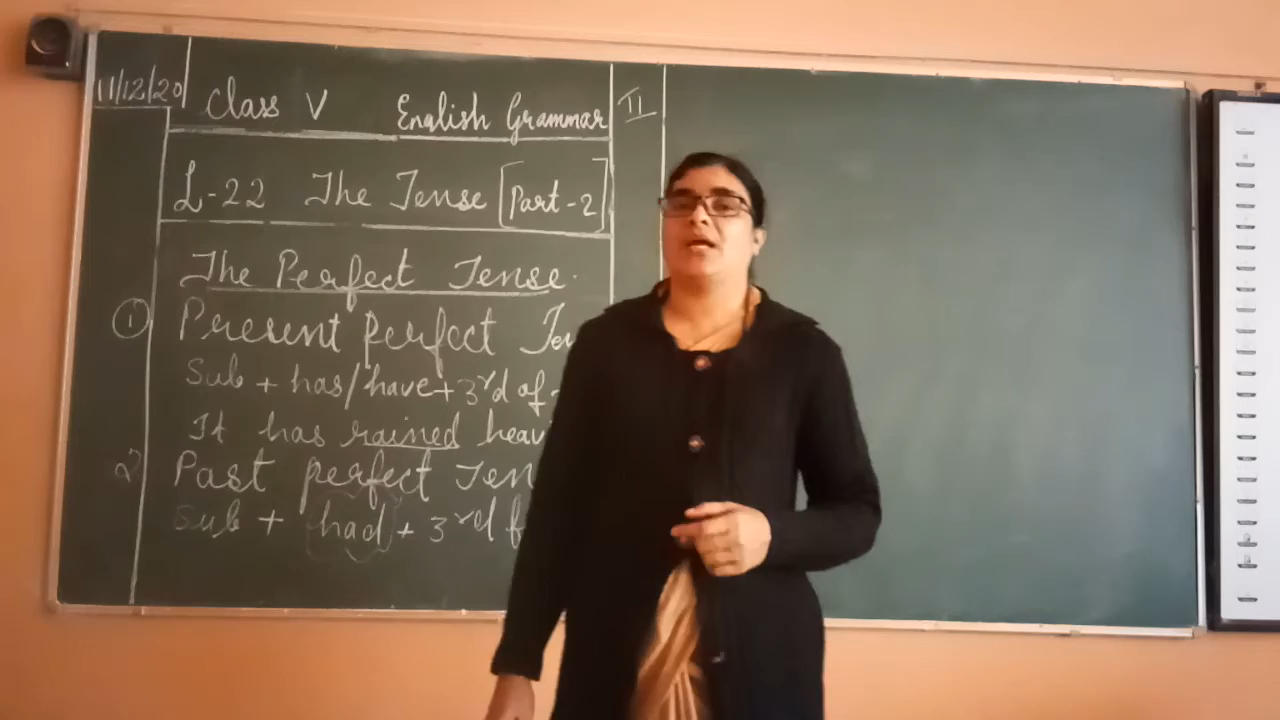 11/12/20
Class V English Grammar
II
L-22 The Tense [Part-2]
The Perfect Tense.
① Present perfect
Sub + has/have + 3rd of
It has rained
2 Past perfect
Sub + had + 3rd